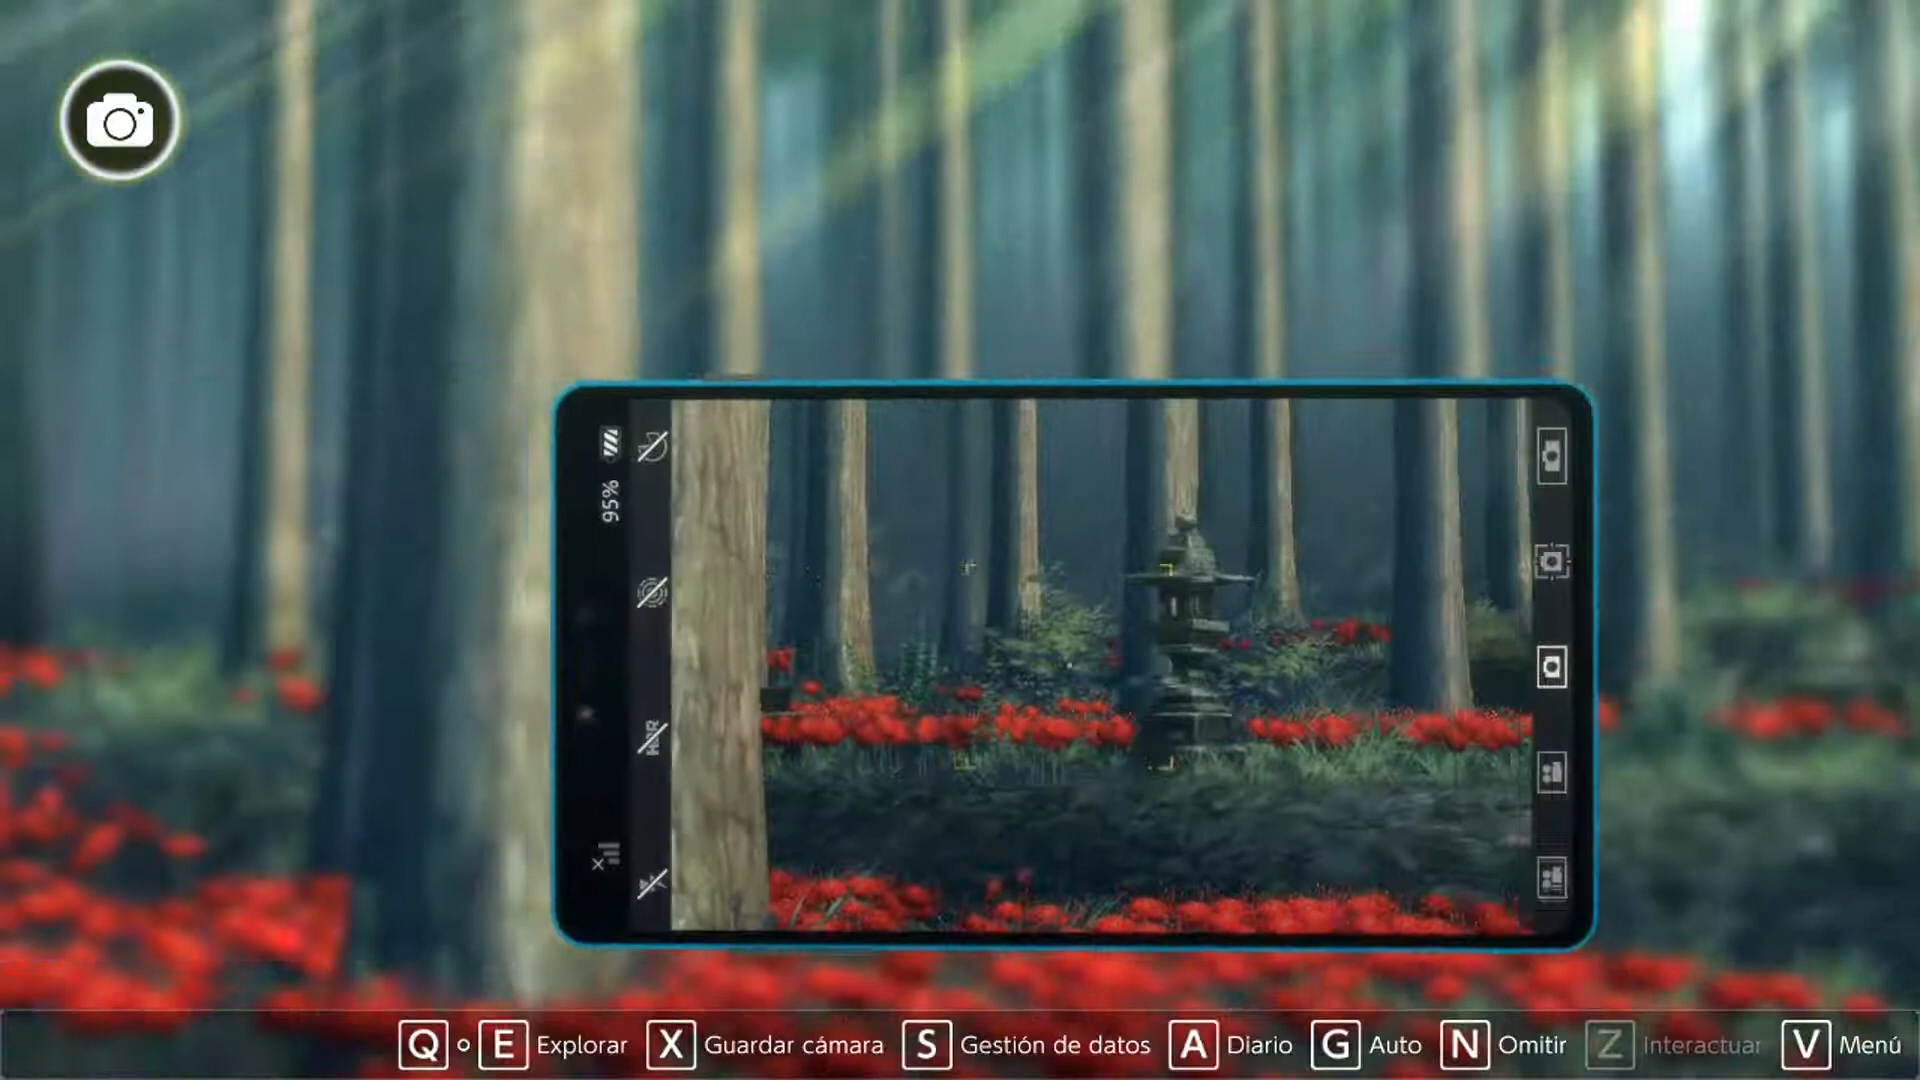 95%
HDR
Q o E Explorar X Guardar cámara S Gestión de datos A Diario G Auto N Omitir Z Interactuar V Menú